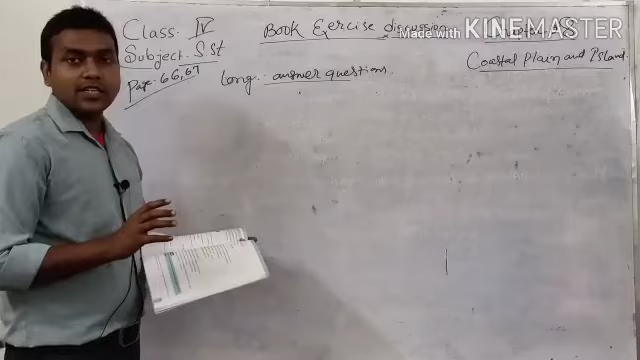 Class. IV
Book Exercise discussion
Made with KINEMASTER
Subject. S.St
Coastal Plain and Island
Page. 66,67
Long. answer questions.